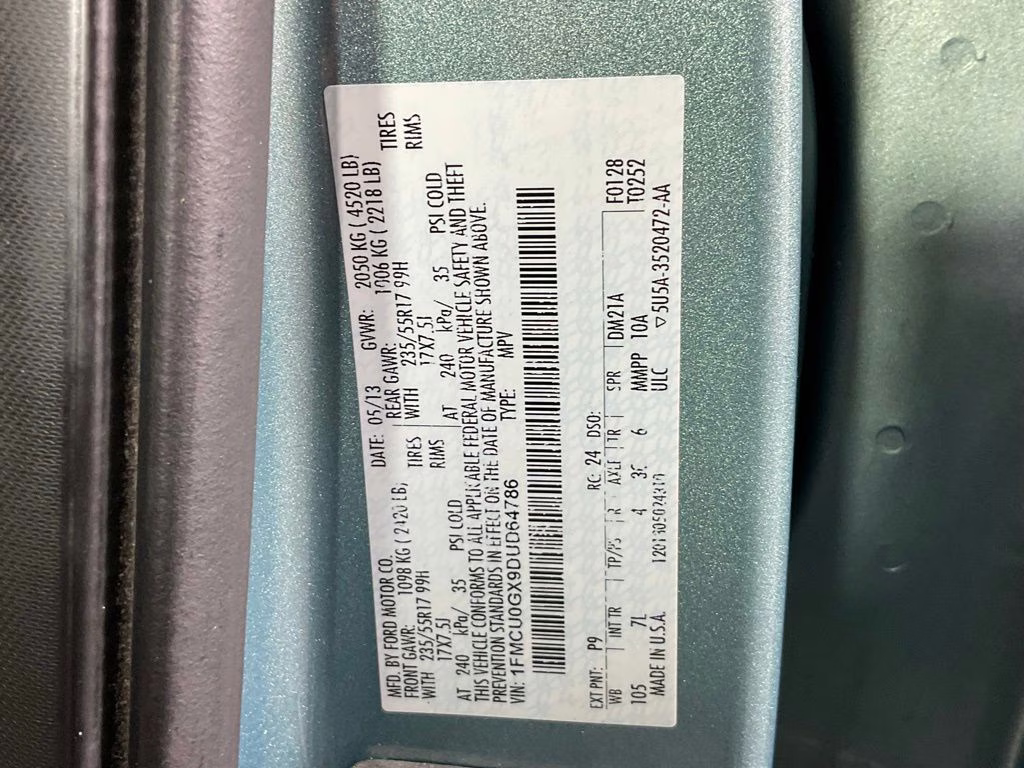 MFD. BY FORD MOTOR CO. DATE: 05/13 GVWR: 2050 KG ( 4520 LB)
FRONT GAWR: 1098 KG ( 2420 LB) REAR GAWR: 1006 KG ( 2218 LB)
WITH 235/55R17 99H TIRES WITH 235/55R17 99H TIRES
17X7.5J RIMS 17X7.5J RIMS
AT 240 kPa/ 35 PSI COLD AT 240 kPa/ 35 PSI COLD
THIS VEHICLE CONFORMS TO ALL APPLICABLE FEDERAL MOTOR VEHICLE SAFETY AND THEFT
PREVENTION STANDARDS IN EFFECT ON THE DATE OF MANUFACTURE SHOWN ABOVE.
VIN: 1FMCU0GX9DUD64786 TYPE: MPV
EXT PNT: P9 RC: 24 DSO: F0128
WB INT TR TP/PS R AXLE TR SPR DM21A T0252
105 7L 4 3E 6 MMPP 10A
MADE IN U.S.A. ULC ▽5U5A-3520472-AA